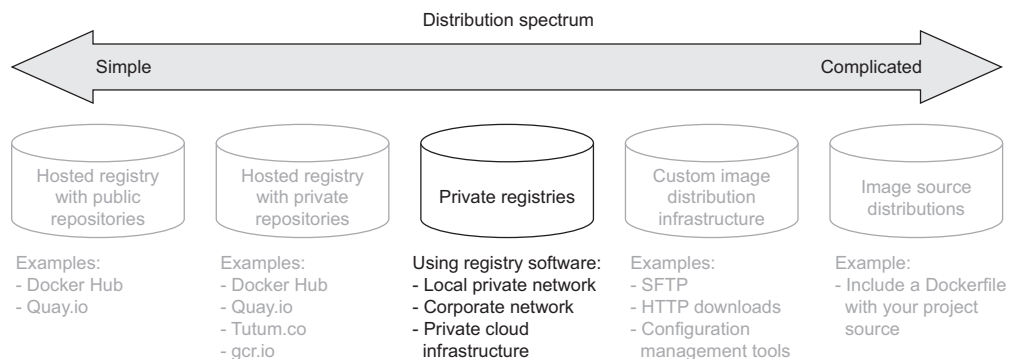 Distribution spectrum
Simple
Complicated
Hosted registry
with public
repositories
Hosted registry
with private
repositories
Private registries
Custom image
distribution
infrastructure
Image source
distributions
Examples:
- Docker Hub
- Quay.io
Examples:
- Docker Hub
- Quay.io
- Tutum.co
- gcr.io
Using registry software:
- Local private network
- Corporate network
- Private cloud
infrastructure
Examples:
- SFTP
- HTTP downloads
- Configuration
management tools
Example:
- Include a Dockerfile
with your project
source